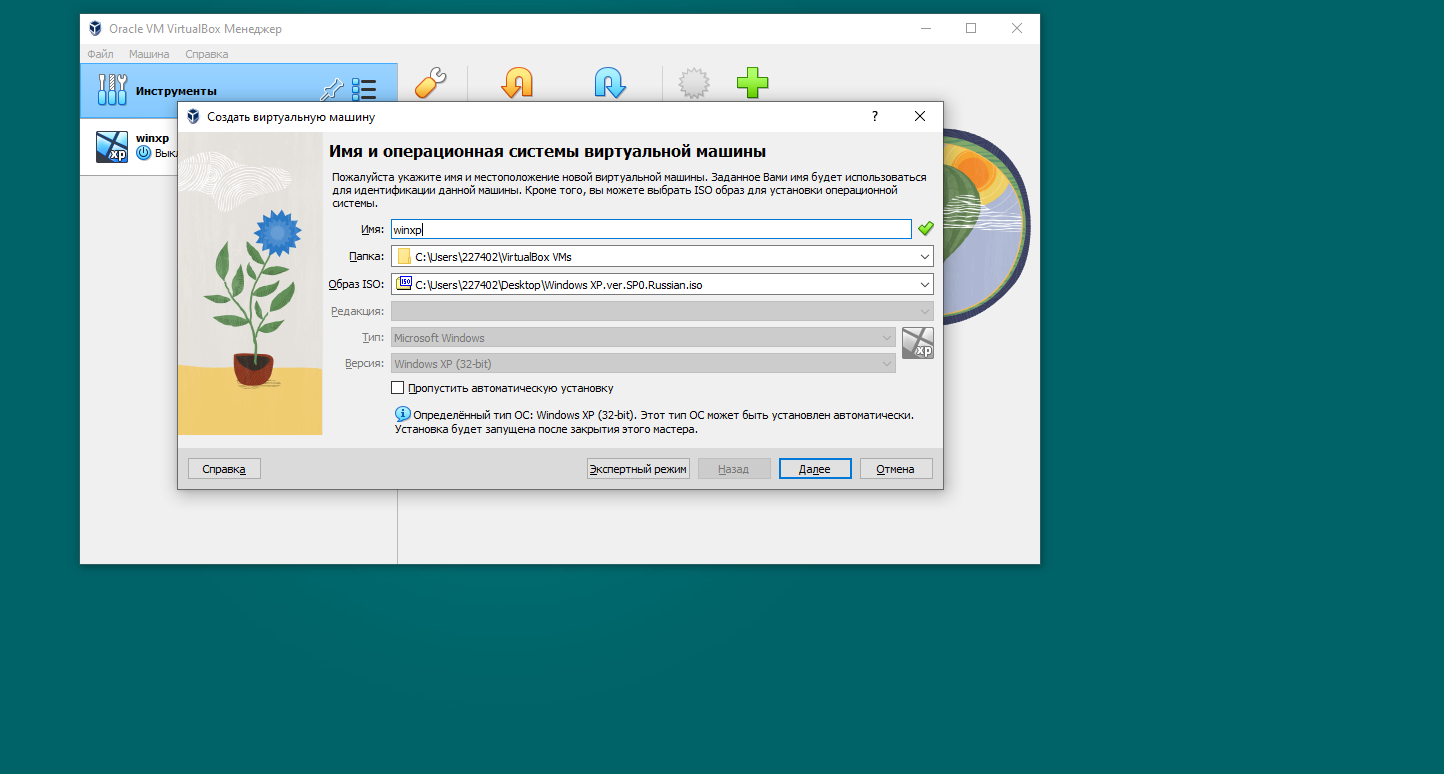 Oracle VM VirtualBox Менеджер
Файл Машина Справка
Инструменты
winxp
Создать виртуальную машину
?
Имя и операционная системы виртуальной машины
Пожалуйста укажите имя и местоположение новой виртуальной машины. Заданное Вами имя будет использоваться
для идентификации данной машины. Кроме того, вы можете выбрать ISO образ для установки операционной
системы.
Имя: winxp
Папка: C:\Users\227402\VirtualBox VMs
Образ ISO: ISO C:\Users\227402\Desktop\Windows XP.ver.SP0.Russian.iso
Редакция:
Тип: Microsoft Windows
xp
Версия: Windows XP (32-bit)
Пропустить автоматическую установку
Определённый тип ОС: Windows XP (32-bit). Этот тип ОС может быть установлен автоматически.
Установка будет запущена после закрытия этого мастера.
Справка Экспертный режим Назад Далее Отмена
xp